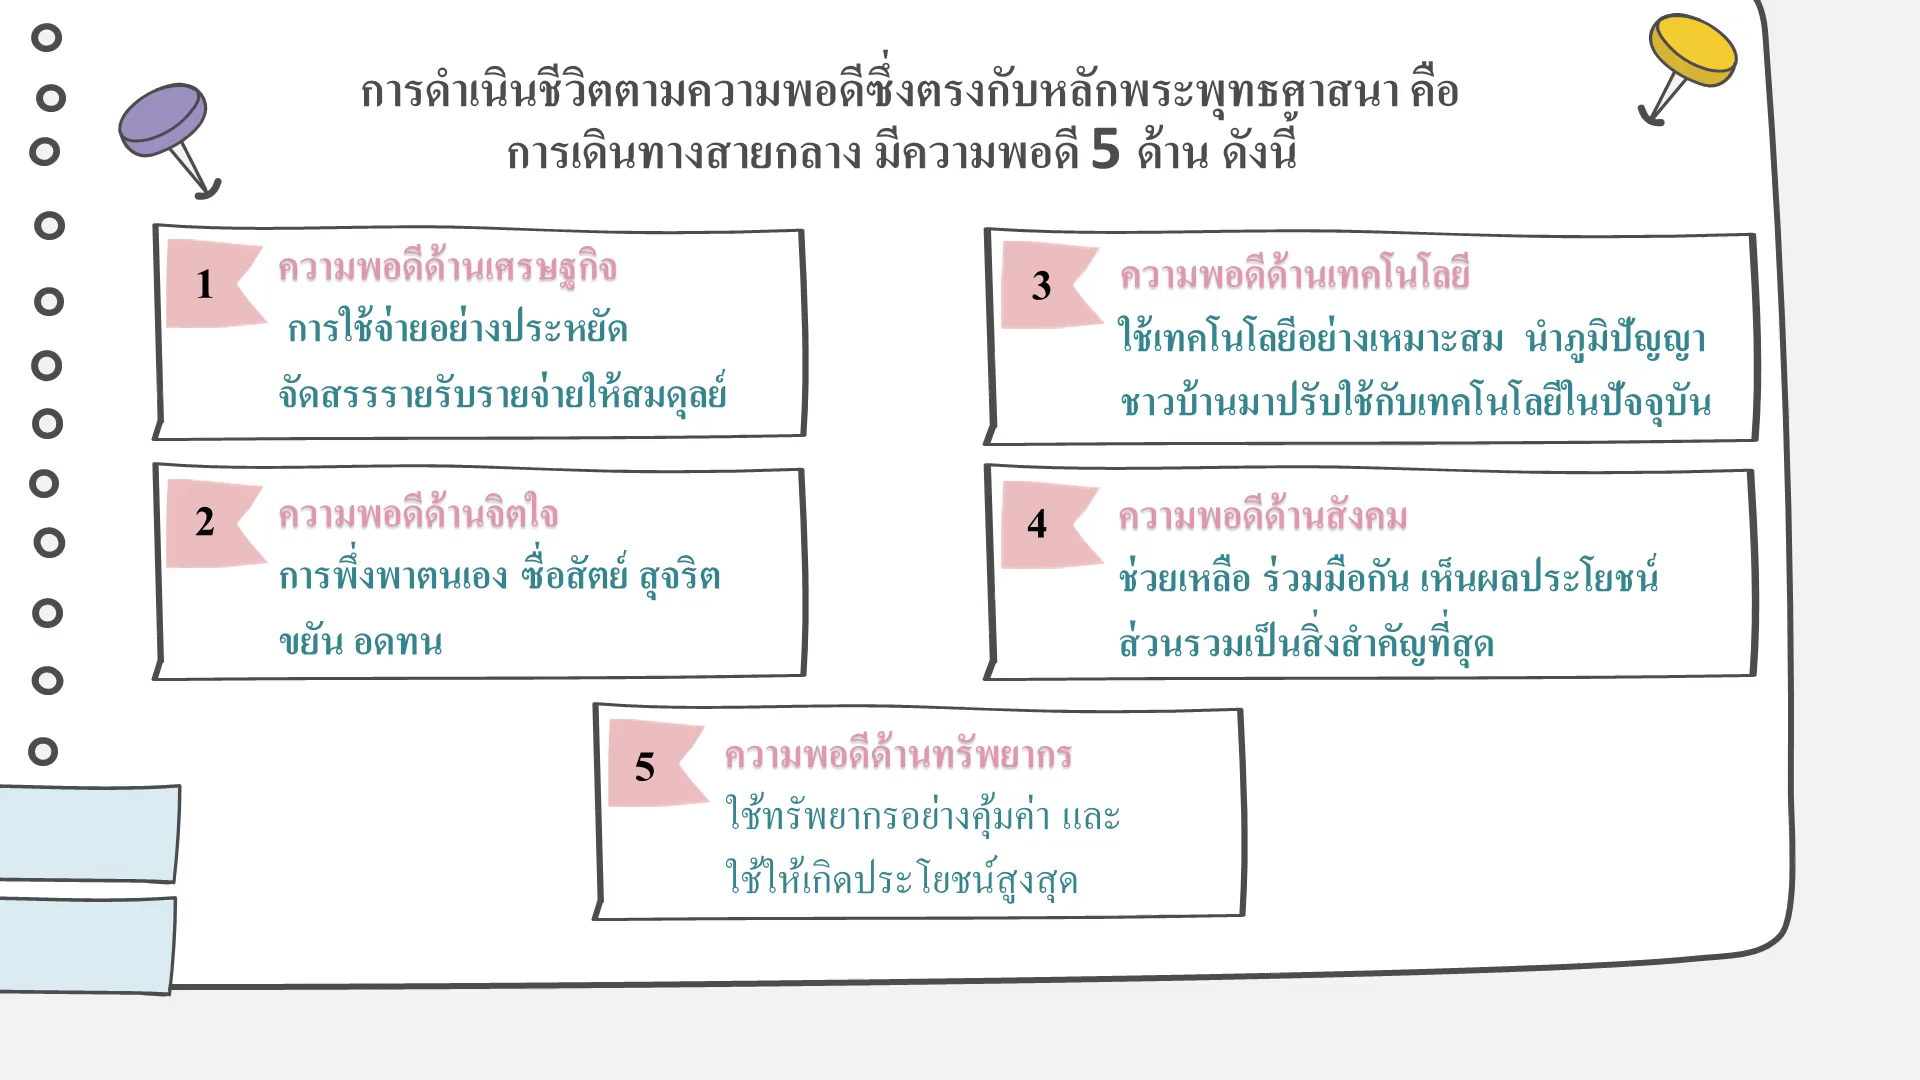 การดำเนินชีวิตตามความพอดีซึ่งตรงกับหลักพระพุทธศาสนา คือ
การเดินทางสายกลาง มีความพอดี 5 ด้าน ดังนี้
1
ความพอดีด้านเศรษฐกิจ
การใช้จ่ายอย่างประหยัด
จัดสรรรายรับรายจ่ายให้สมดุลย์
2
ความพอดีด้านจิตใจ
การพึ่งพาตนเอง ซื่อสัตย์ สุจริต
ขยัน อดทน
3
ความพอดีด้านเทคโนโลยี
ใช้เทคโนโลยีอย่างเหมาะสม นำภูมิปัญญา
ชาวบ้านมาปรับใช้กับเทคโนโลยีในปัจจุบัน
4
ความพอดีด้านสังคม
ช่วยเหลือ ร่วมมือกัน เห็นผลประโยชน์
ส่วนรวมเป็นสิ่งสำคัญที่สุด
5
ความพอดีด้านทรัพยากร
ใช้ทรัพยากรอย่างคุ้มค่า และ
ใช้ให้เกิดประโยชน์สูงสุด